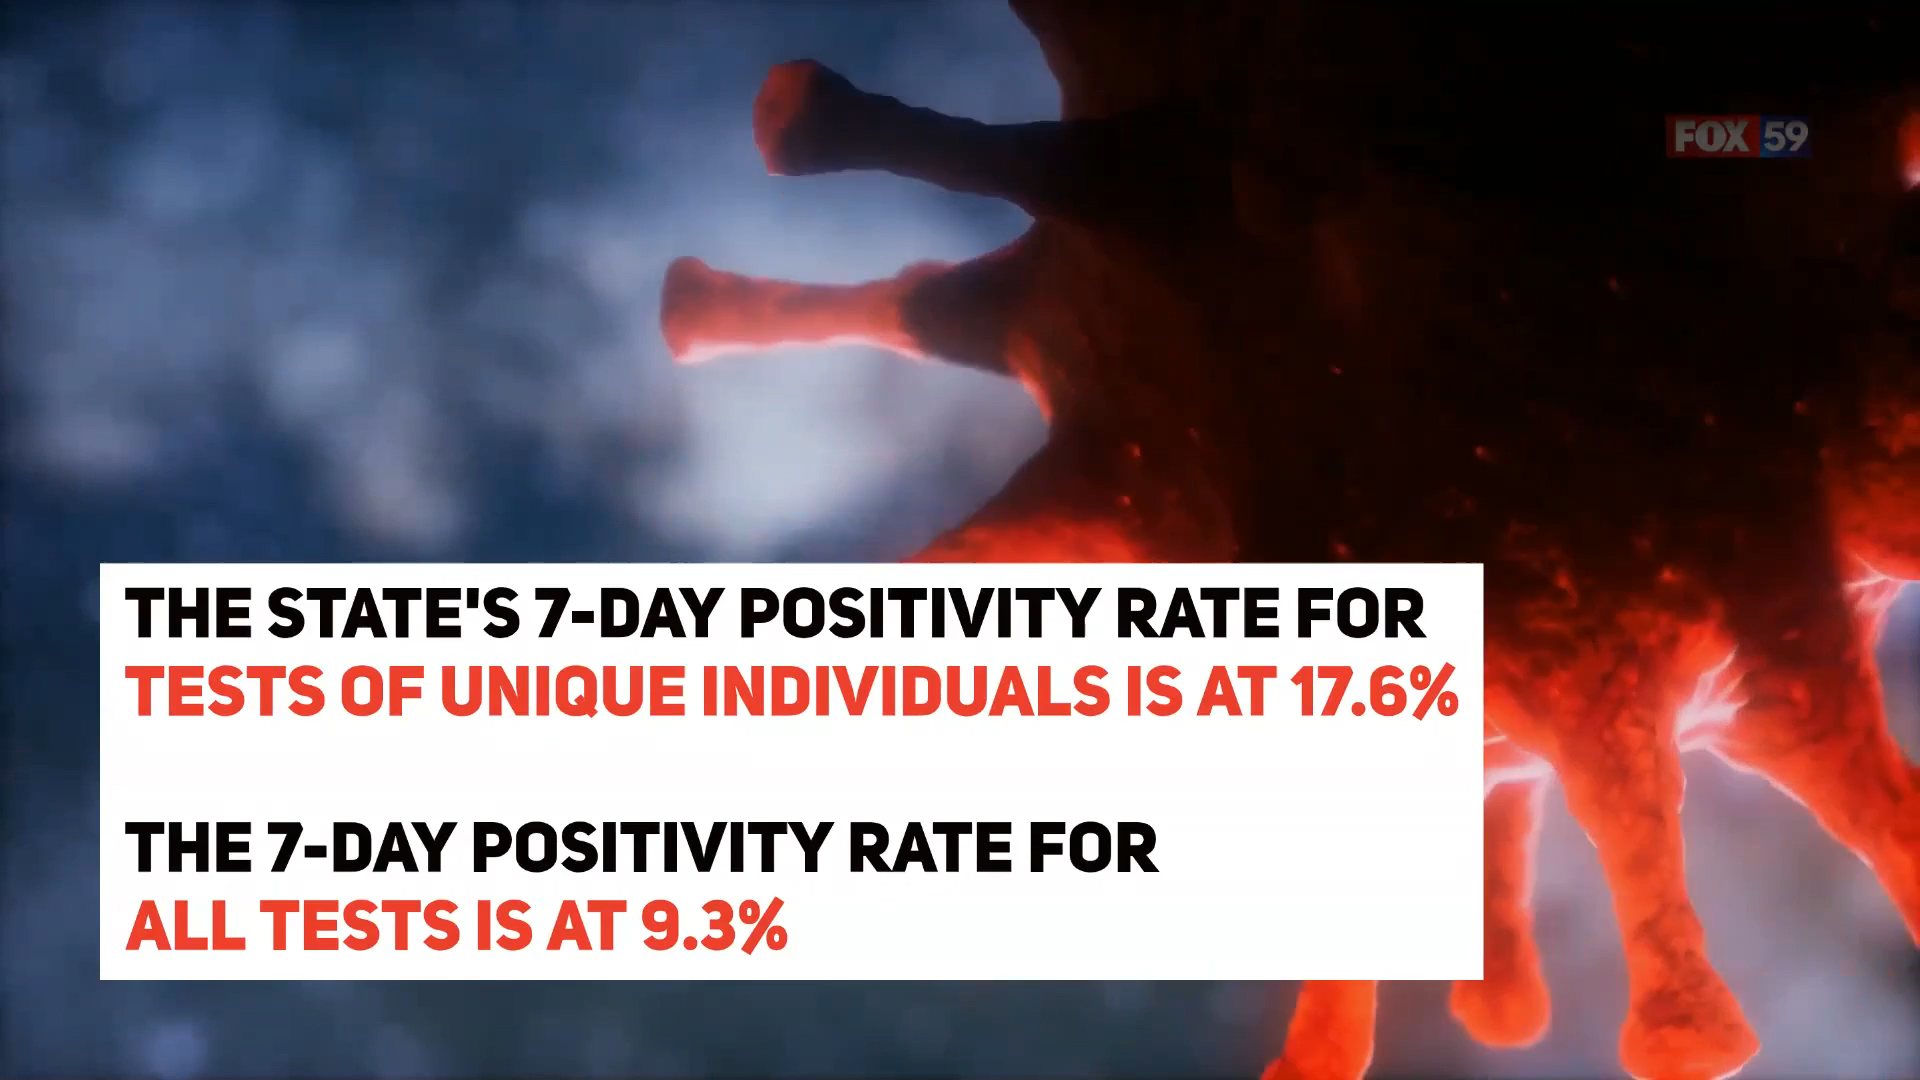 FOX 59
THE STATE'S 7-DAY POSITIVITY RATE FOR
TESTS OF UNIQUE INDIVIDUALS IS AT 17.6%
THE 7-DAY POSITIVITY RATE FOR
ALL TESTS IS AT 9.3%